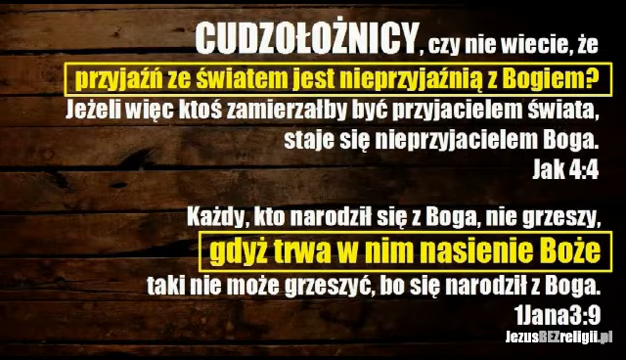 CUDZOŁOŻNICY, czy nie wiecie, że
przyjaźń ze światem jest nieprzyjaźnią z Bogiem?
Jeżeli więc ktoś zamierzałby być przyjacielem świata,
staje się nieprzyjacielem Boga.
Jak 4:4
Każdy, kto narodził się z Boga, nie grzeszy,
gdyż trwa w nim nasienie Boże
taki nie może grzeszyć, bo się narodził z Boga.
1Jana3:9
JezusBEZreligii.pl